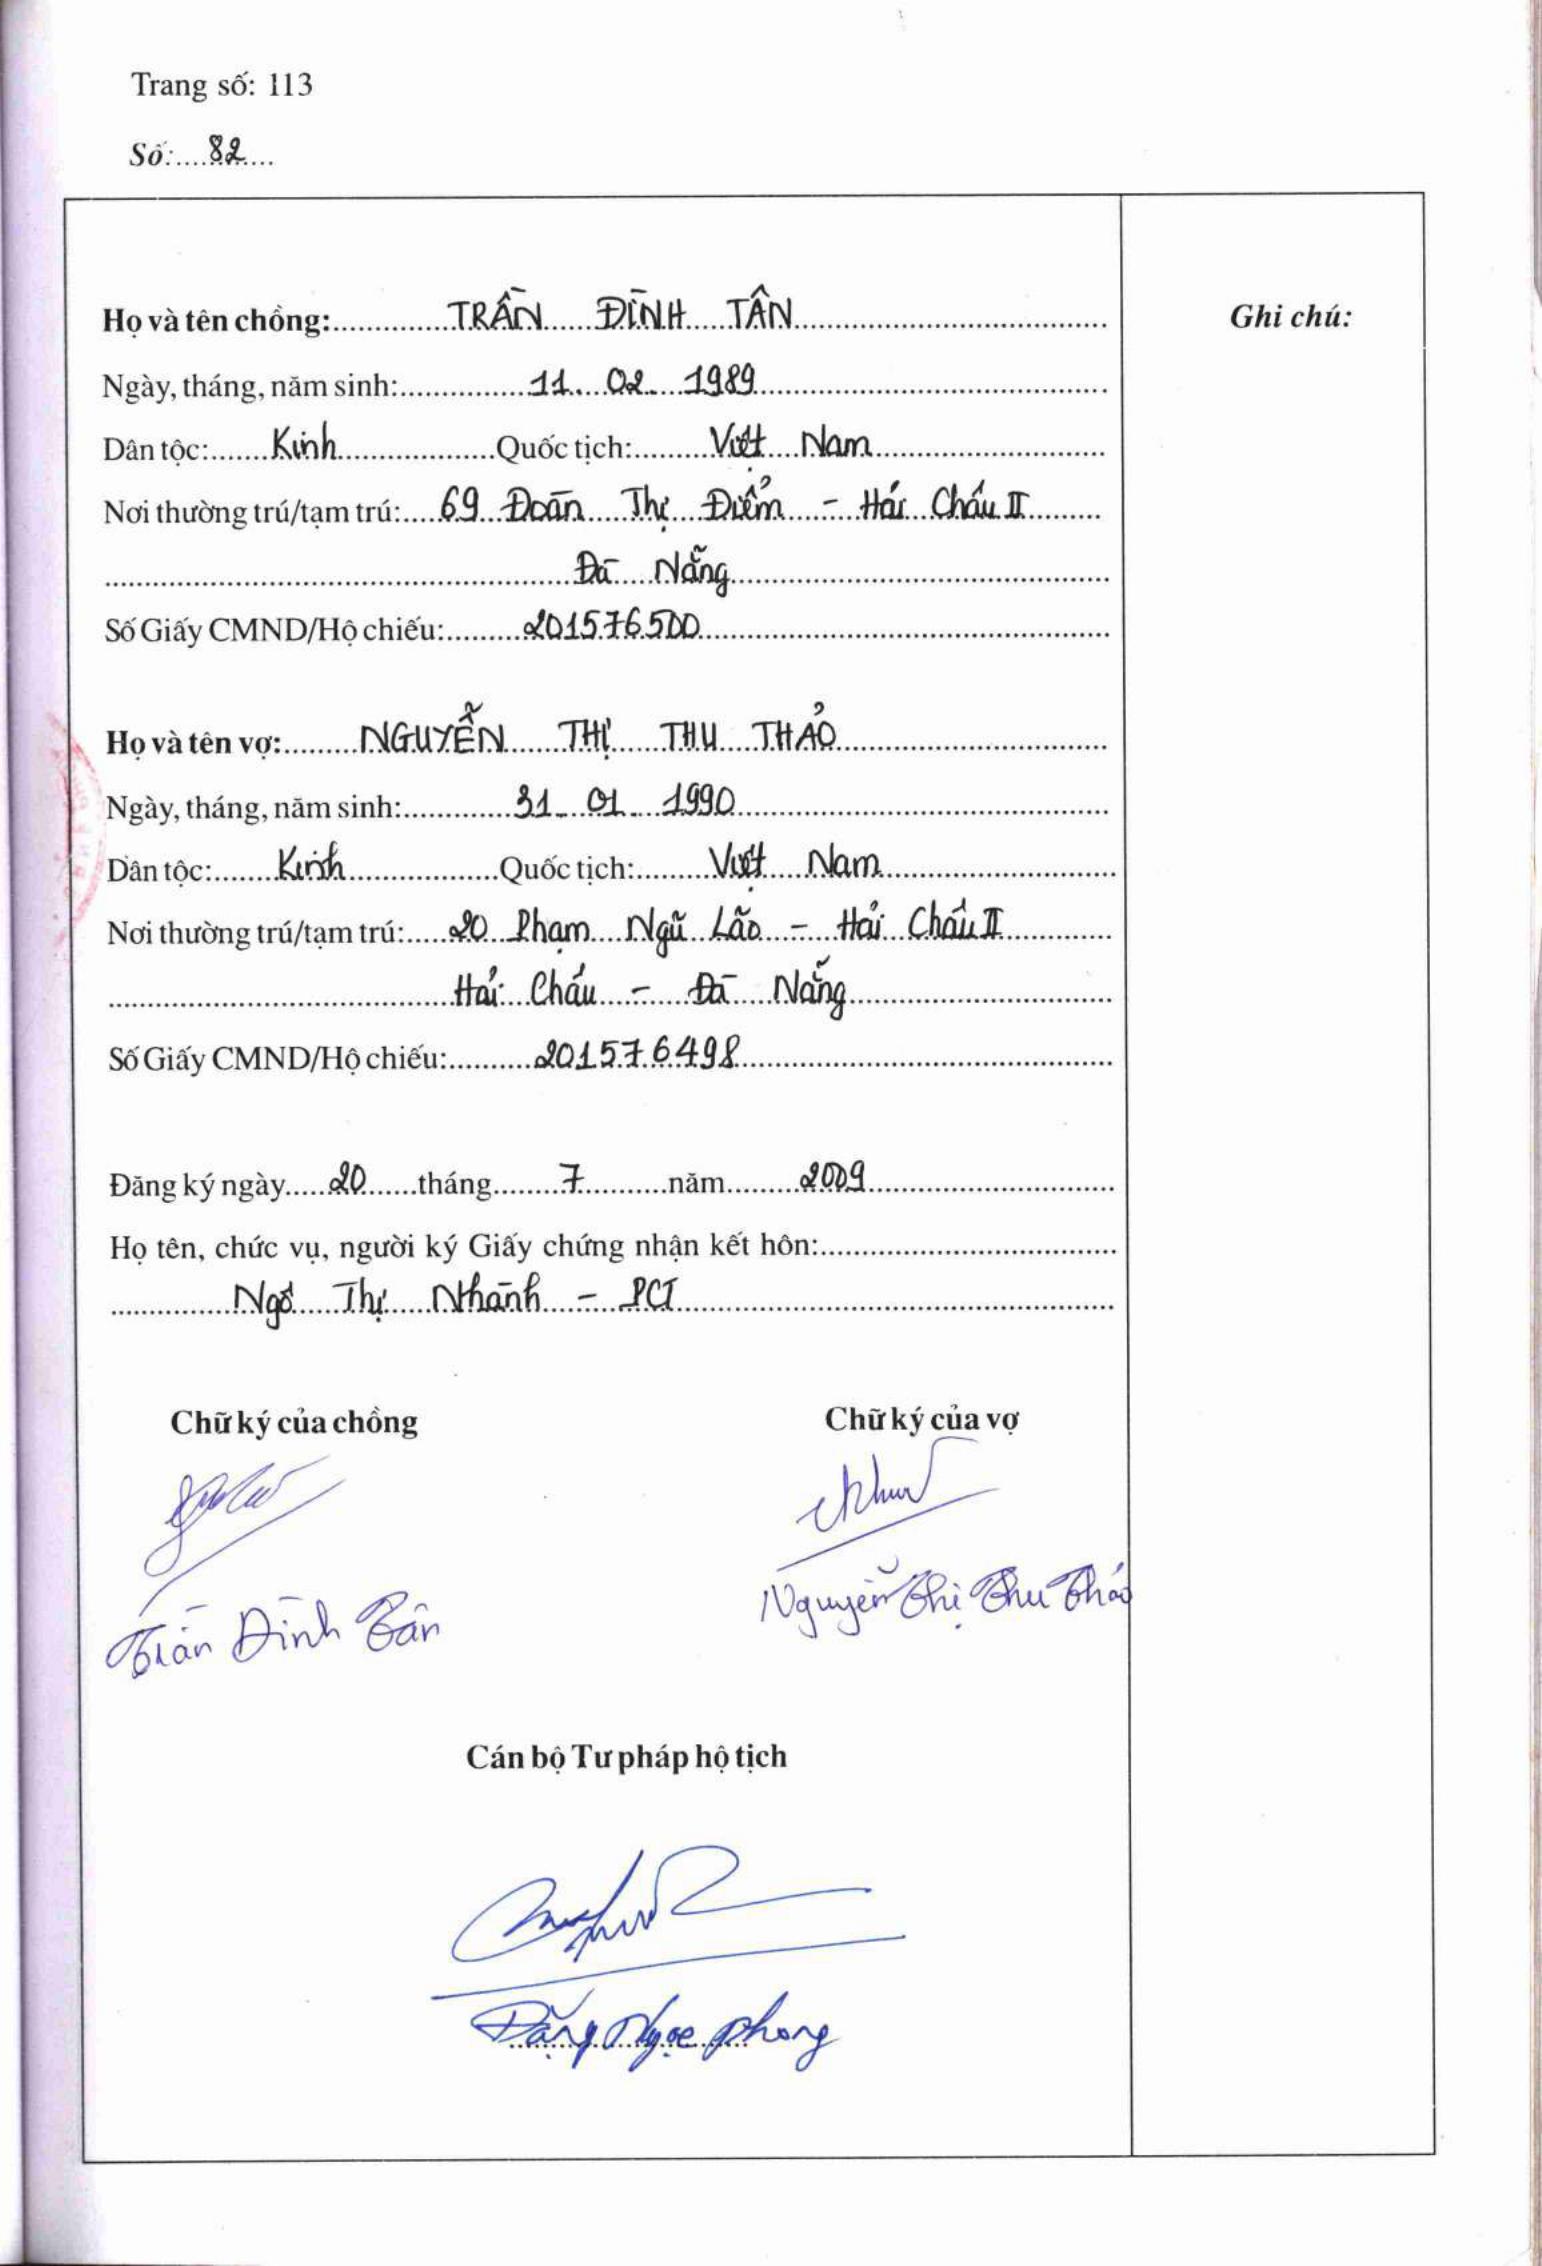 Trang số: 113
Số: 82
Họ và tên chồng: TRẦN ĐÌNH TÂN
Ghi chú:
Ngày, tháng, năm sinh: 11 02 1989
Dân tộc: Kinh Quốc tịch: Việt Nam
Nơi thường trú/tạm trú: 69 Đoàn Thị Điểm - Hải Châu II
Đà Nẵng
Số Giấy CMND/Hộ chiếu: 201576500
Họ và tên vợ: NGUYỄN THỊ THU THẢO
Ngày, tháng, năm sinh: 31 01 1990
Dân tộc: Kinh Quốc tịch: Việt Nam
Nơi thường trú/tạm trú: 20 Phạm Ngũ Lão - Hải Châu II
Hải Châu - Đà Nẵng
Số Giấy CMND/Hộ chiếu: 201576498
Đăng ký ngày 20 tháng 7 năm 2009
Họ tên, chức vụ, người ký Giấy chứng nhận kết hôn:
Ngô Thị Nhành - PCT
Chữ ký của chồng Chữ ký của vợ
Trần Đình Tân Nguyễn Thị Thu Thảo
Cán bộ Tư pháp hộ tịch
Đặng Ngọc Phong